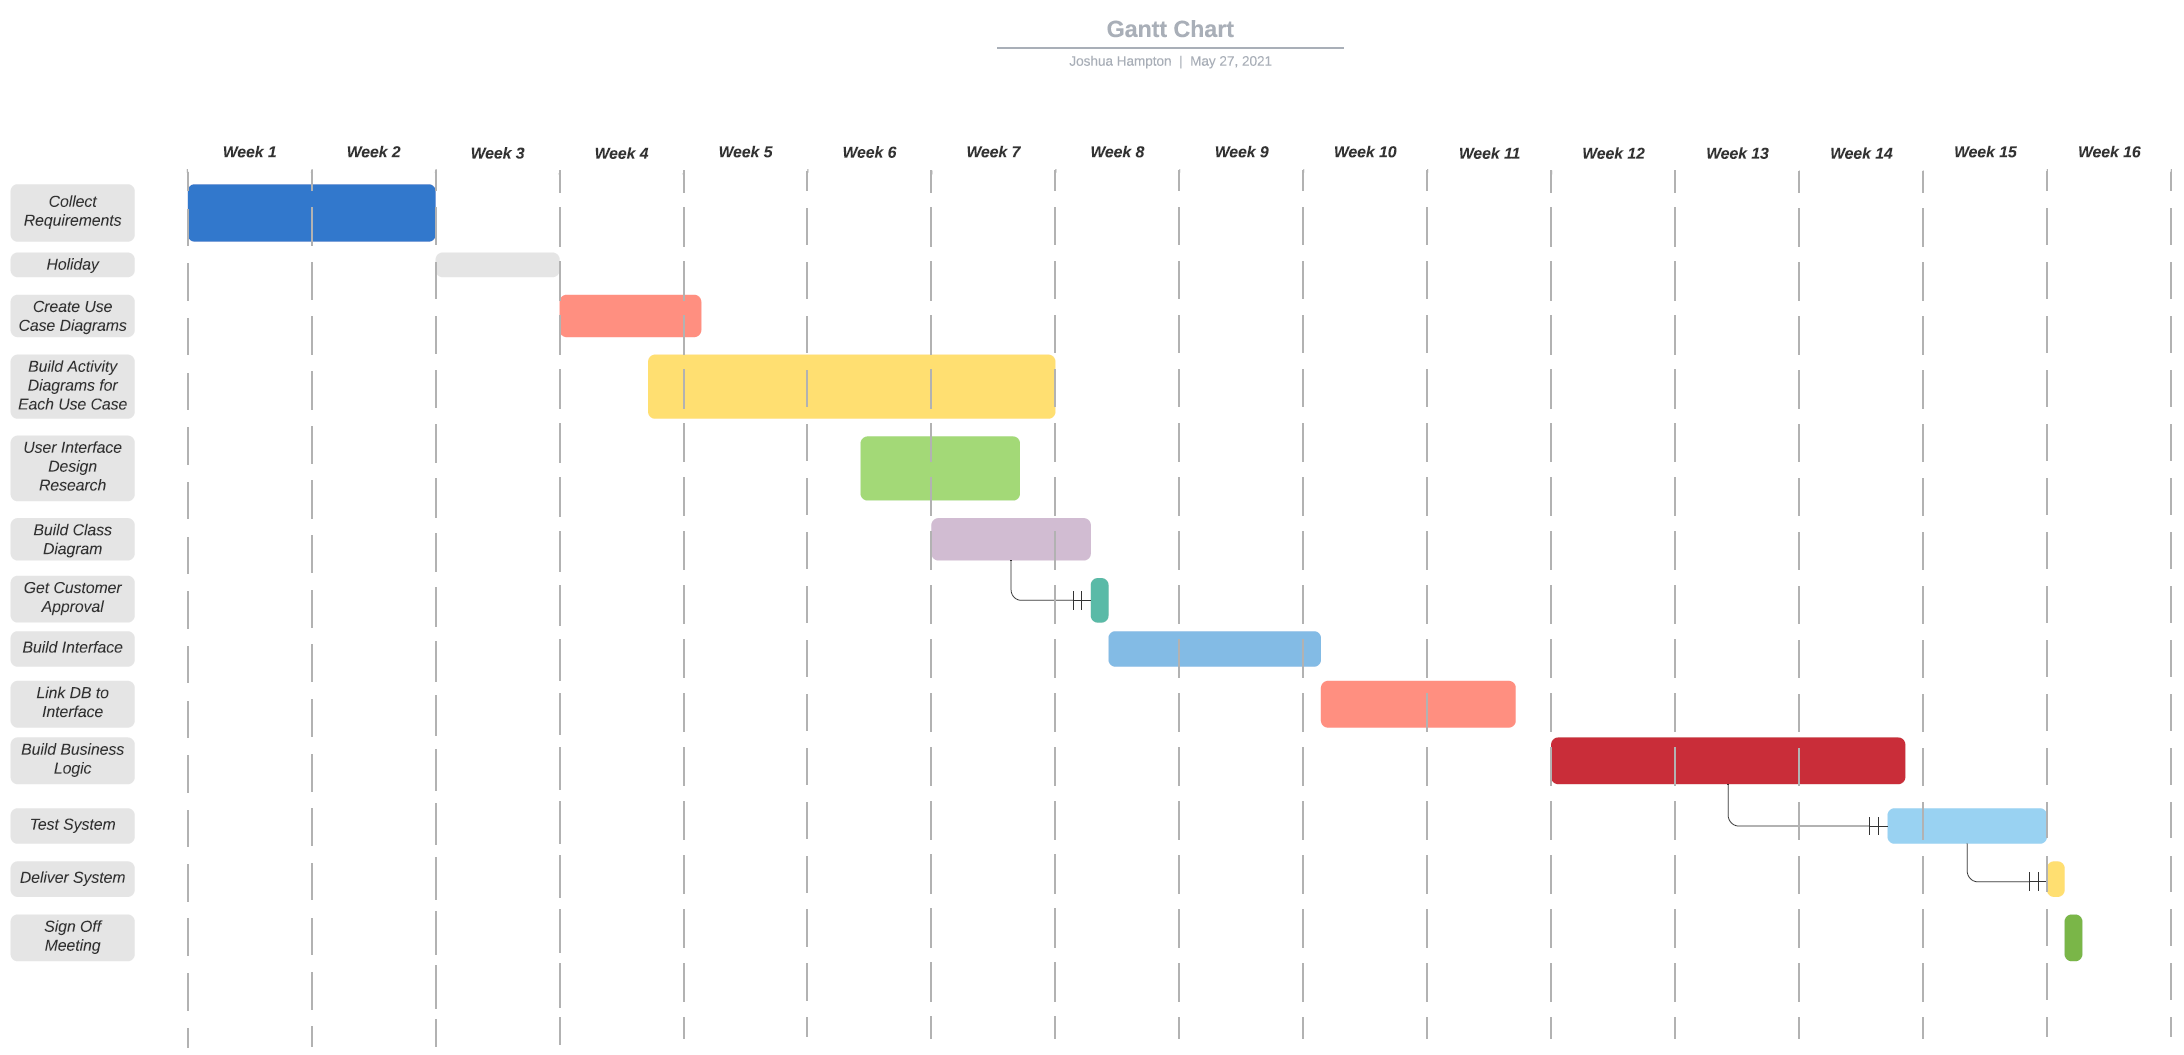 Gantt Chart
Joshua Hampton | May 27, 2021
Week 1 Week 2 Week 3 Week 4 Week 5 Week 6 Week 7 Week 8 Week 9 Week 10 Week 11 Week 12 Week 13 Week 14 Week 15 Week 16
Collect
Requirements
Holiday
Create Use
Case Diagrams
Build Activity
Diagrams for
Each Use Case
User Interface
Design
Research
Build Class
Diagram
Get Customer
Approval
Build Interface
Link DB to
Interface
Build Business
Logic
Test System
Deliver System
Sign Off
Meeting